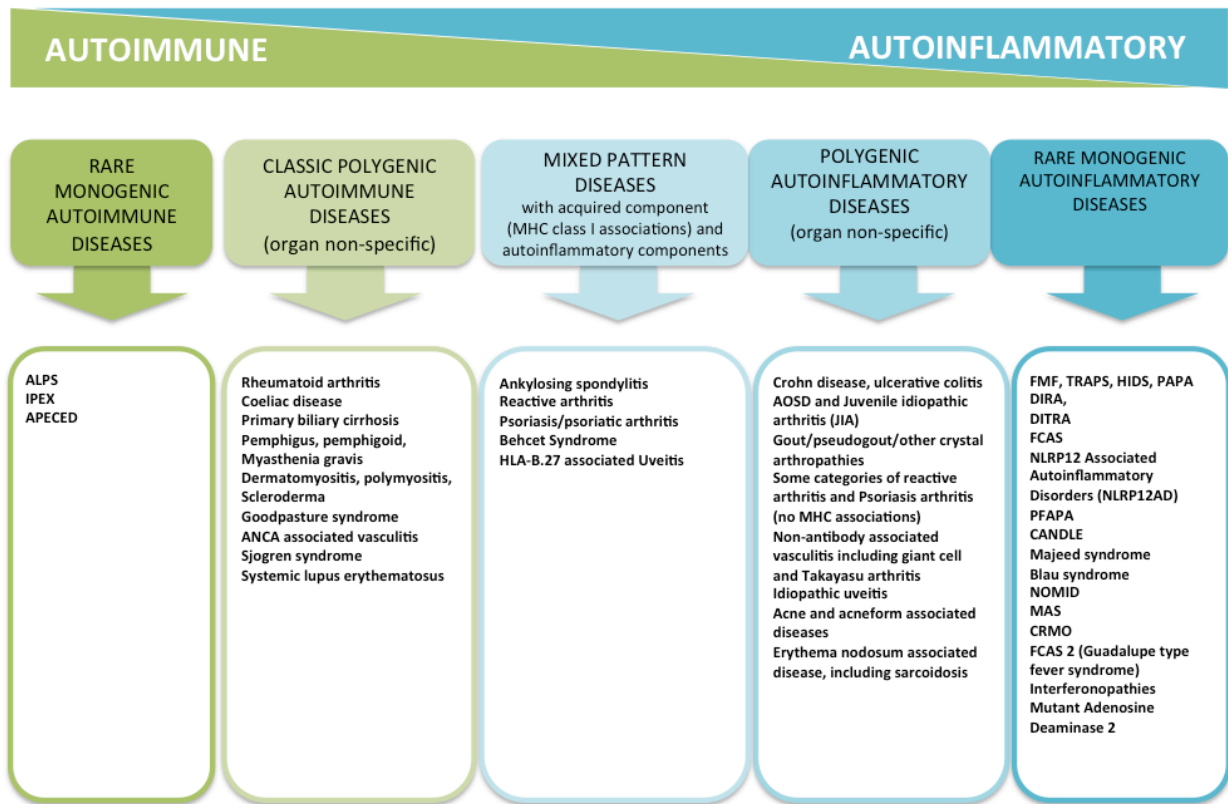 AUTOIMMUNE
AUTOINFLAMMATORY
RARE
MONOGENIC
AUTOIMMUNE
DISEASES
CLASSIC POLYGENIC
AUTOIMMUNE
DISEASES
(organ non-specific)
MIXED PATTERN
DISEASES
with acquired component
(MHC class I associations) and
autoinflammatory components
POLYGENIC
AUTOINFLAMMATORY
DISEASES
(organ non-specific)
RARE MONOGENIC
AUTOINFLAMMATORY
DISEASES
ALPS
IPEX
APECED
Rheumatoid arthritis
Coeliac disease
Primary biliary cirrhosis
Pemphigus, pemphigoid,
Myasthenia gravis
Dermatomyositis, polymyositis,
Scleroderma
Goodpasture syndrome
ANCA associated vasculitis
Sjogren syndrome
Systemic lupus erythematosus
Ankylosing spondylitis
Reactive arthritis
Psoriasis/psoriatic arthritis
Behcet Syndrome
HLA-B.27 associated Uveitis
Crohn disease, ulcerative colitis
AOSD and Juvenile idiopathic
arthritis (JIA)
Gout/pseudogout/other crystal
arthropathies
Some categories of reactive
arthritis and Psoriasis arthritis
(no MHC associations)
Non-antibody associated
vasculitis including giant cell
and Takayasu arthritis
Idiopathic uveitis
Acne and acneform associated
diseases
Erythema nodosum associated
disease, including sarcoidosis
FMF, TRAPS, HIDS, PAPA
DIRA,
DITRA
FCAS
NLRP12 Associated
Autoinflammatory
Disorders (NLRP12AD)
PFAPA
CANDLE
Majeed syndrome
Blau syndrome
NOMID
MAS
CRMO
FCAS 2 (Guadalupe type
fever syndrome)
Interferonopathies
Mutant Adenosine
Deaminase 2